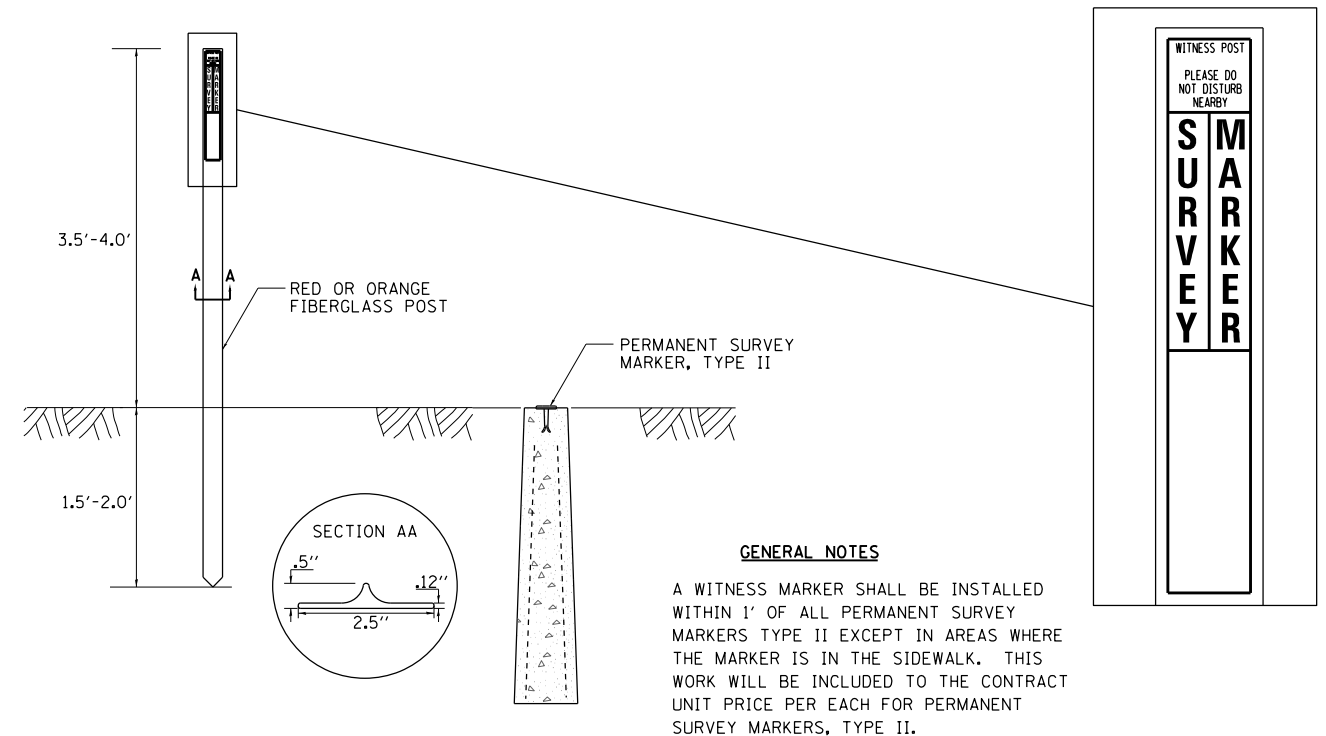 WITNESS POST
PLEASE DO
NOT DISTURB
NEARBY
SURVEY
MARKER
3.5'-4.0'
A A
RED OR ORANGE
FIBERGLASS POST
PERMANENT SURVEY
MARKER, TYPE II
1.5'-2.0'
SECTION AA
.5''
.12''
2.5''
GENERAL NOTES
A WITNESS MARKER SHALL BE INSTALLED
WITHIN 1' OF ALL PERMANENT SURVEY
MARKERS TYPE II EXCEPT IN AREAS WHERE
THE MARKER IS IN THE SIDEWALK. THIS
WORK WILL BE INCLUDED TO THE CONTRACT
UNIT PRICE PER EACH FOR PERMANENT
SURVEY MARKERS, TYPE II.
SURVEY
MARKER